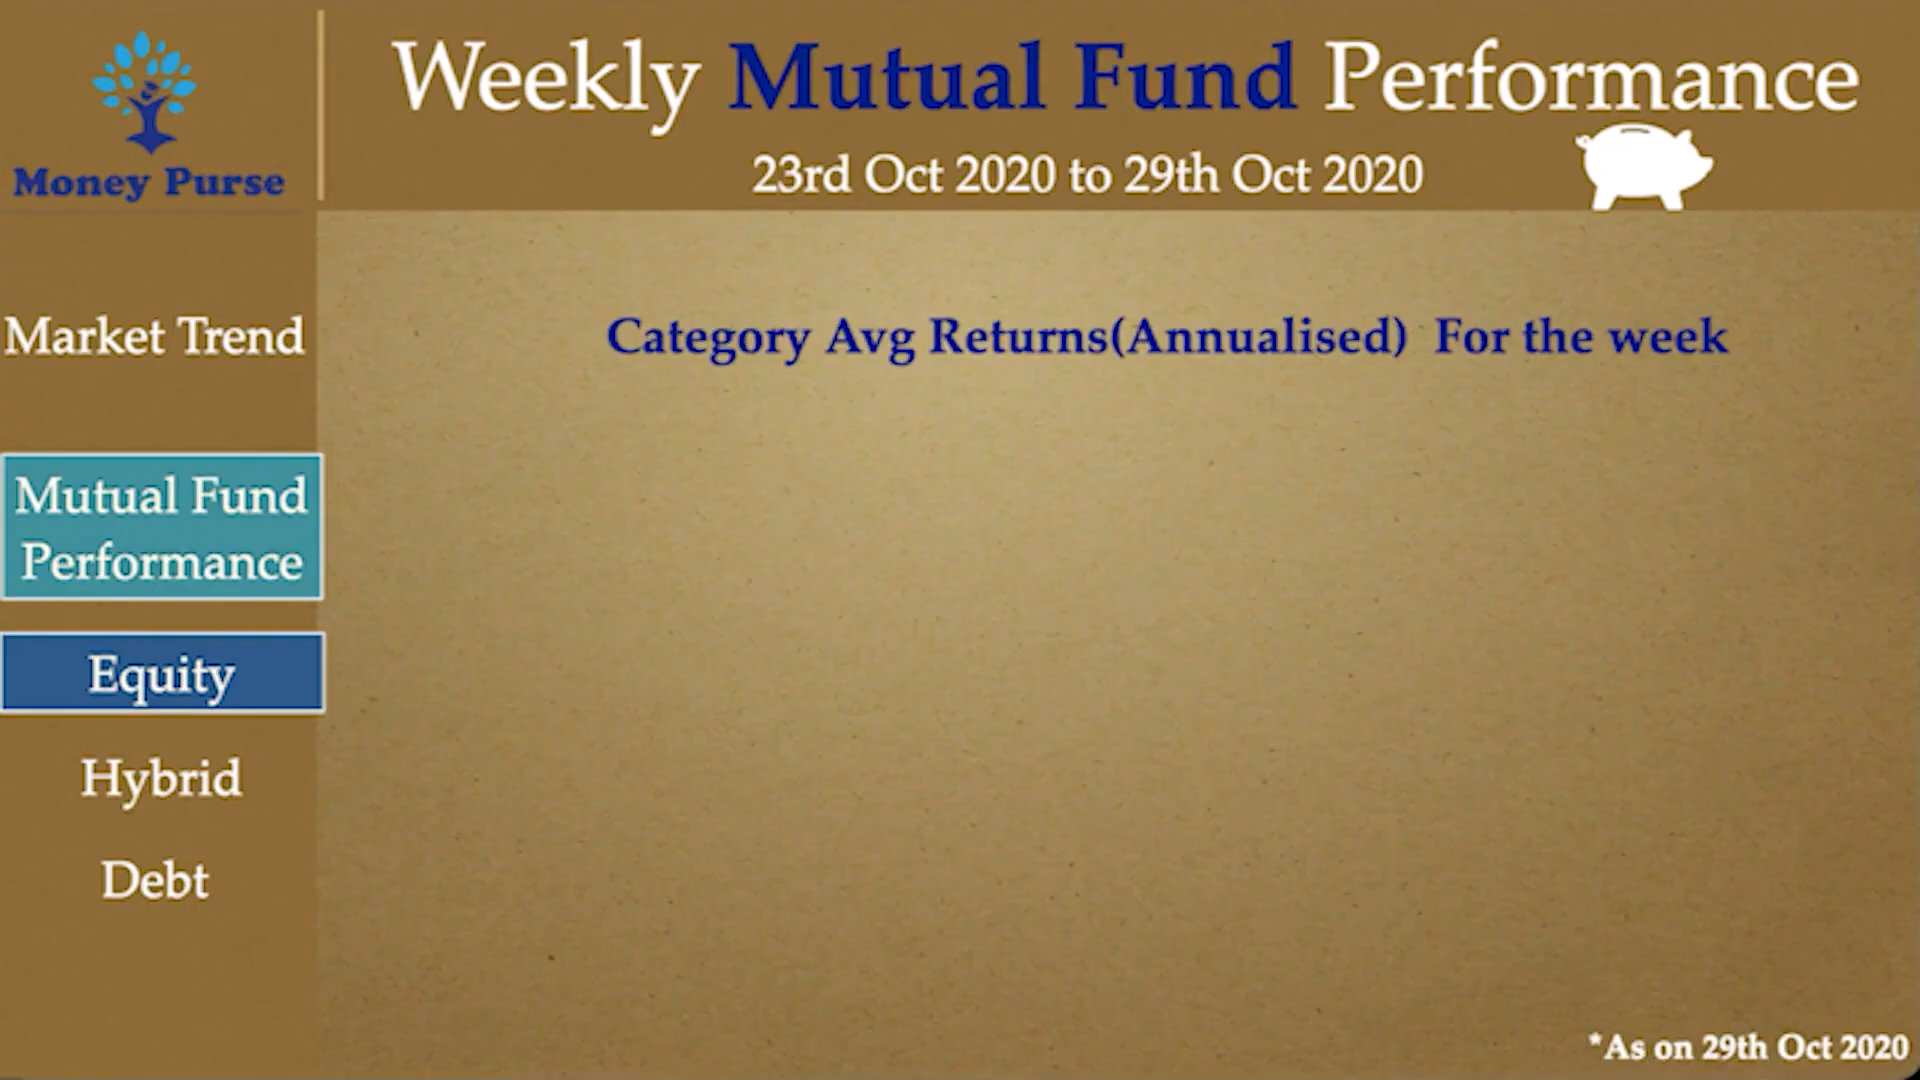 Money Purse
Weekly Mutual Fund Performance
23rd Oct 2020 to 29th Oct 2020
Market Trend
Mutual Fund
Performance
Equity
Hybrid
Debt
Category Avg Returns(Annualised) For the week
*As on 29th Oct 2020